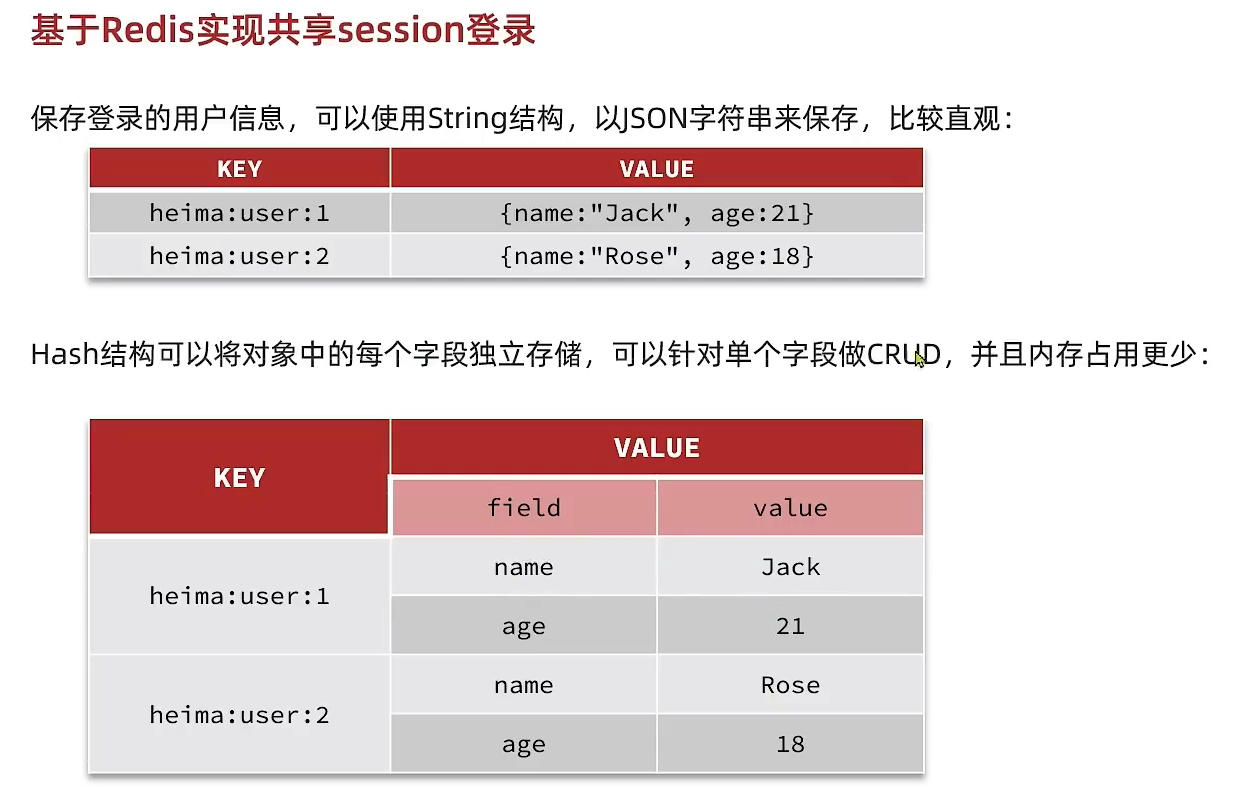 基于Redis实现共享session登录
保存登录的用户信息，可以使用String结构，以JSON字符串来保存，比较直观：
KEY VALUE
heima:user:1 {name:"Jack", age:21}
heima:user:2 {name:"Rose", age:18}
Hash结构可以将对象中的每个字段独立存储，可以针对单个字段做CRUD，并且内存占用更少：
KEY VALUE
field value
heima:user:1 name Jack
age 21
heima:user:2 name Rose
age 18